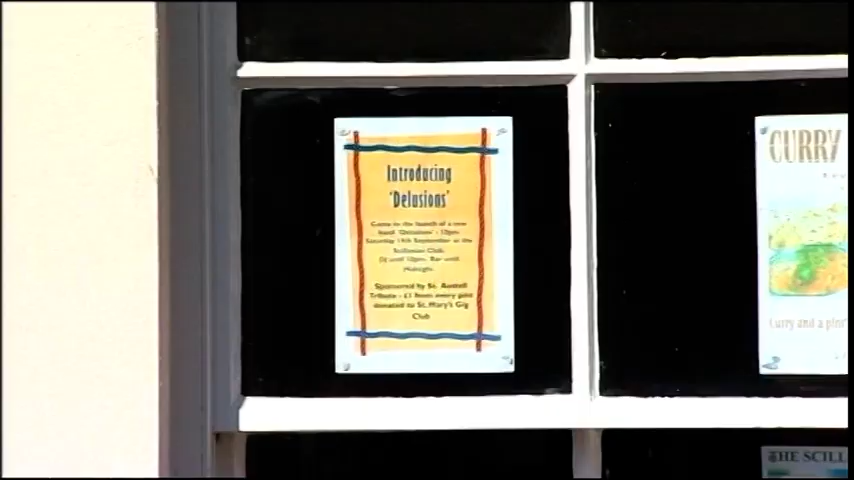 Introducing
'Delusions'
Come to the launch of a new
band 'Delusions' - 10pm
Saturday 14th September at the
Scillonian Club.
DJ until 10pm. Bar until
Midnight.
Sponsored by St. Austell
Tribute - £1 from every pint
donated to St. Mary's Gig
Club
CURRY
Curry and a pint
THE SCILL